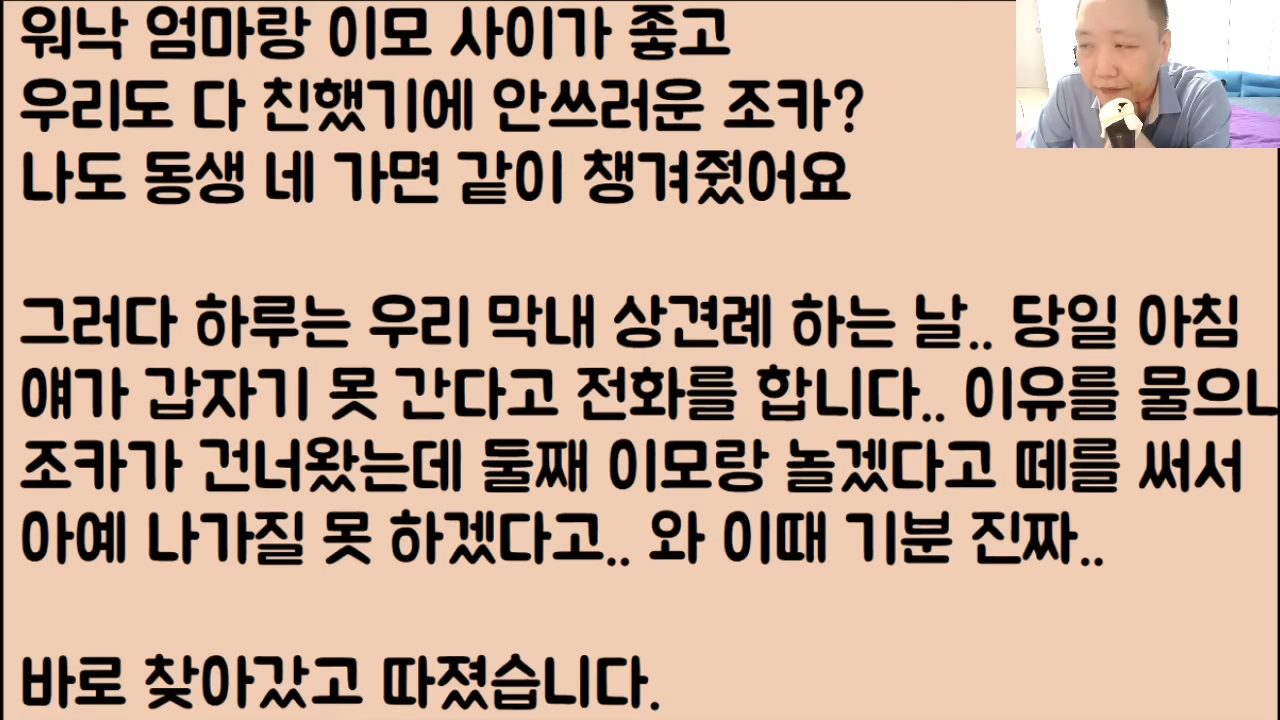 워낙 엄마랑 이모 사이가 좋고
우리도 다 친했기에 안쓰러운 조카?
나도 동생 네 가면 같이 챙겨줬어요
그러다 하루는 우리 막내 상견례 하는 날.. 당일 아침
얘가 갑자기 못 간다고 전화를 합니다.. 이유를 물으니
조카가 건너왔는데 둘째 이모랑 놀겠다고 떼를 써서
아예 나가질 못 하겠다고.. 와 이때 기분 진짜..
바로 찾아갔고 따졌습니다.